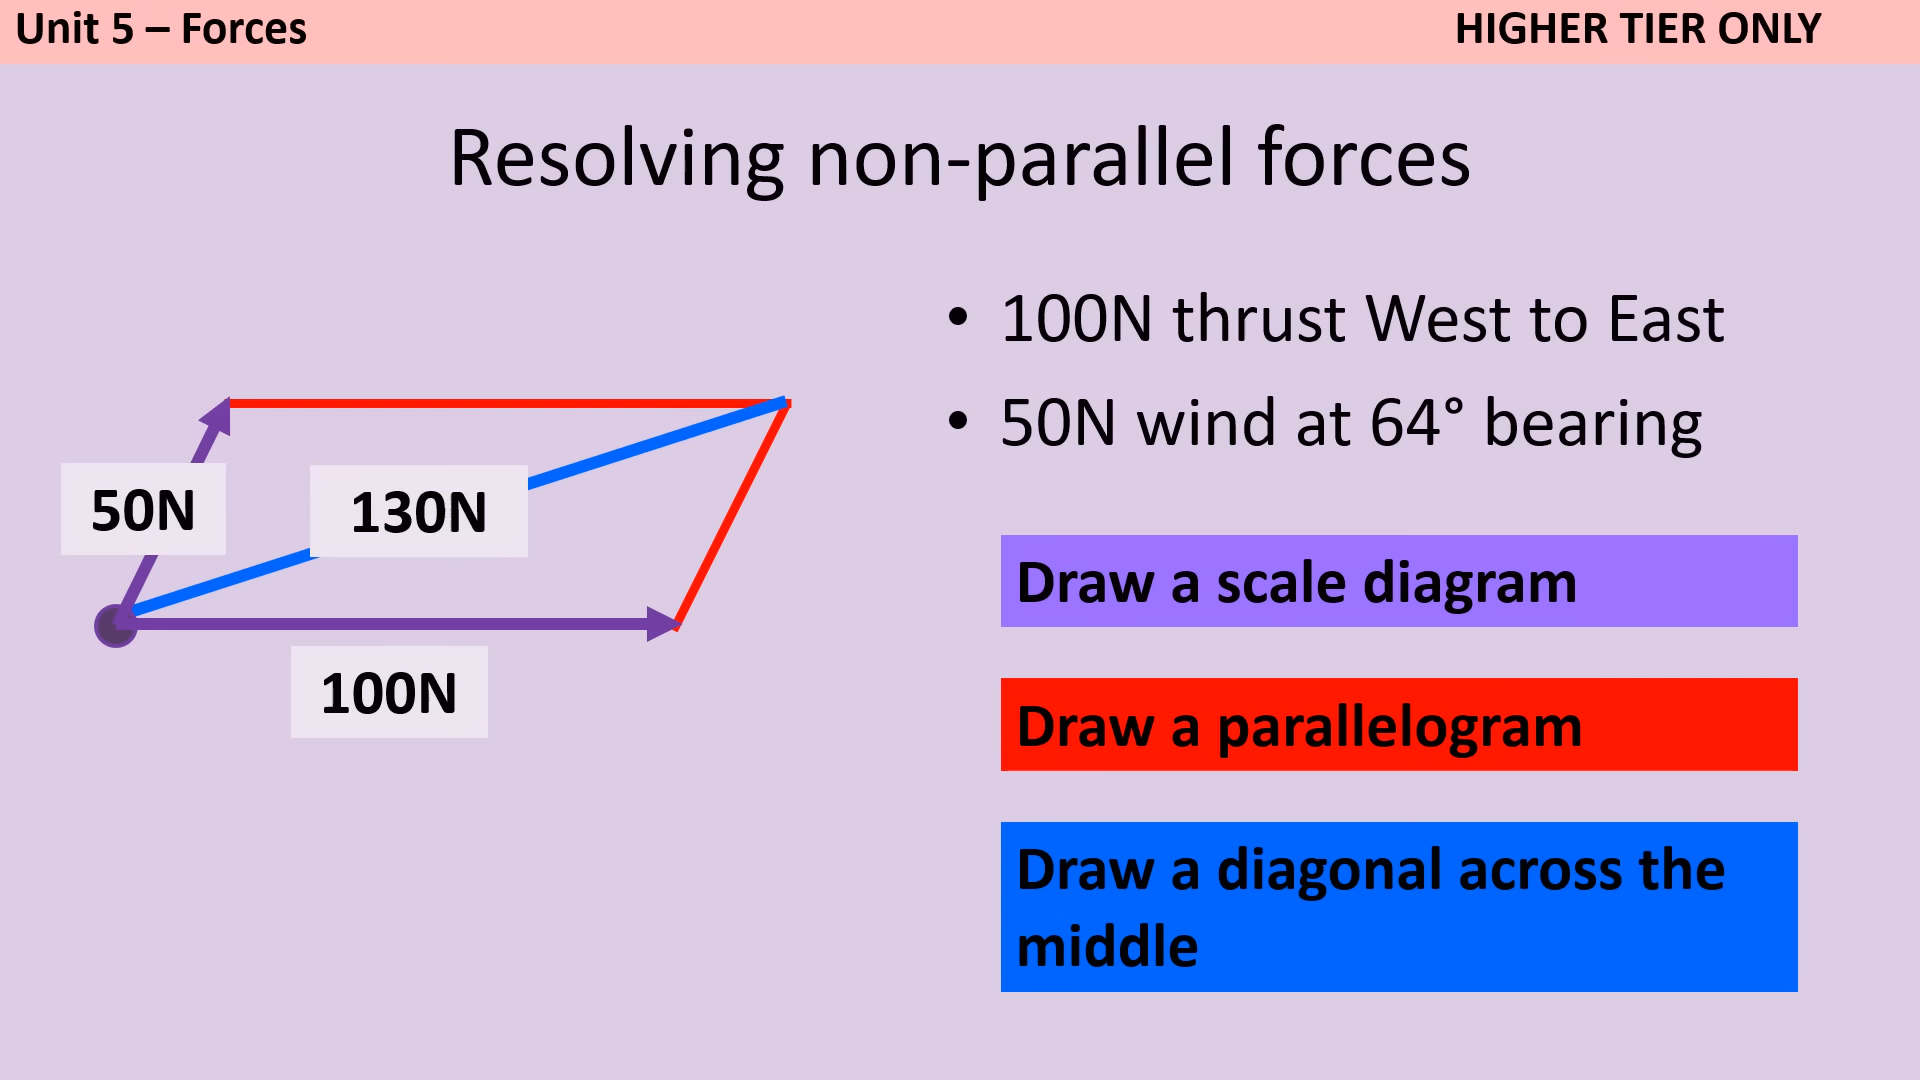 Unit 5 – Forces
HIGHER TIER ONLY
Resolving non-parallel forces
• 100N thrust West to East
• 50N wind at 64° bearing
50N
130N
100N
Draw a scale diagram
Draw a parallelogram
Draw a diagonal across the
middle